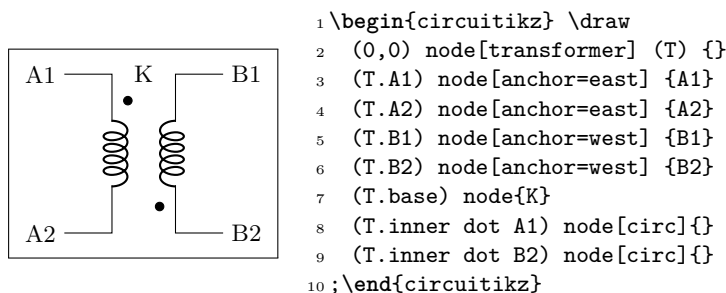 A1 K B1
A2 B2
1 \begin{circuitikz} \draw
2 (0,0) node[transformer] (T) {}
3 (T.A1) node[anchor=east] {A1}
4 (T.A2) node[anchor=east] {A2}
5 (T.B1) node[anchor=west] {B1}
6 (T.B2) node[anchor=west] {B2}
7 (T.base) node{K}
8 (T.inner dot A1) node[circ]{}
9 (T.inner dot B2) node[circ]{}
10 ;\end{circuitikz}